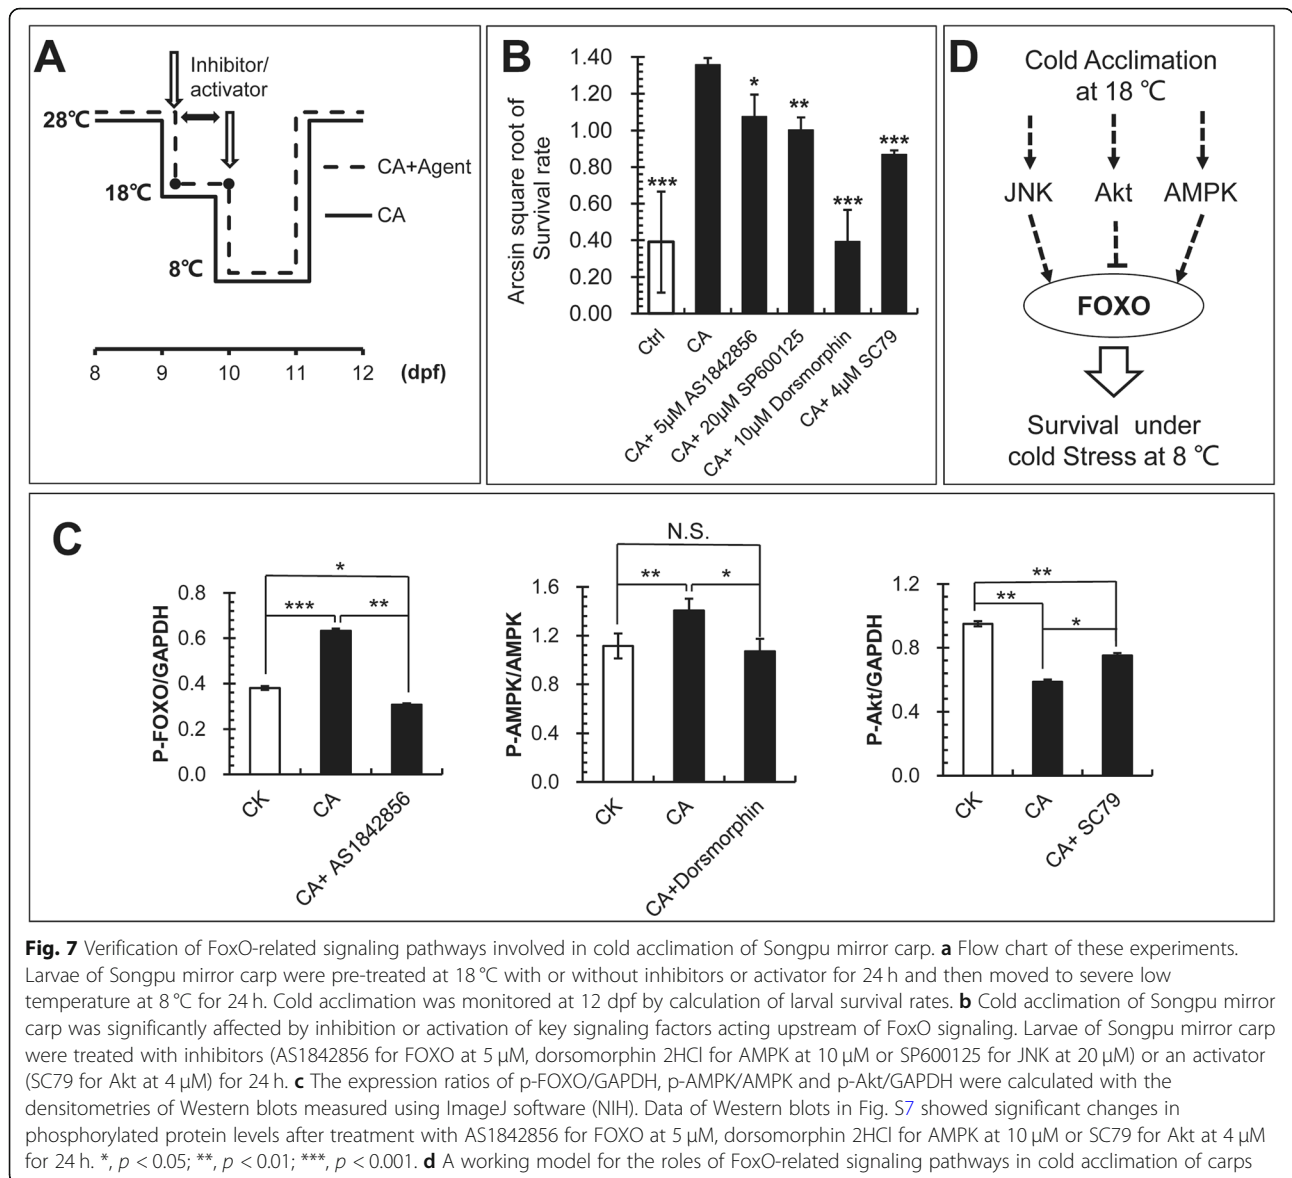 A
Inhibitor/
activator
28℃
18℃
8℃
CA+Agent
CA
8 9 10 11 12 (dpf)
B
Arcsin square root of
Survival rate
1.40
1.20
1.00
0.80
0.60
0.40
0.20
0.00
***
*
**
***
***
Ctrl
CA
CA+ 5μM AS1842856
CA+ 20μM SP600125
CA+ 10μM Dorsmorphin
CA+ 4μM SC79
D
Cold Acclimation
at 18 ℃
JNK Akt AMPK
FOXO
Survival under
cold Stress at 8 ℃
C
P-FOXO/GAPDH
0.8
0.6
0.4
0.2
0.0
*
*** **
CK
CA
CA+ AS1842856
P-AMPK/AMPK
1.6
1.2
0.8
0.4
0.0
N.S.
** *
CK
CA
CA+Dorsmorphin
P-Akt/GAPDH
1.2
0.8
0.4
0.0
**
**
*
CK
CA
CA+ SC79
Fig. 7 Verification of FoxO-related signaling pathways involved in cold acclimation of Songpu mirror carp. a Flow chart of these experiments.
Larvae of Songpu mirror carp were pre-treated at 18 °C with or without inhibitors or activator for 24 h and then moved to severe low
temperature at 8 °C for 24 h. Cold acclimation was monitored at 12 dpf by calculation of larval survival rates. b Cold acclimation of Songpu mirror
carp was significantly affected by inhibition or activation of key signaling factors acting upstream of FoxO signaling. Larvae of Songpu mirror carp
were treated with inhibitors (AS1842856 for FOXO at 5 μM, dorsomorphin 2HCl for AMPK at 10 μM or SP600125 for JNK at 20 μM) or an activator
(SC79 for Akt at 4 μM) for 24 h. c The expression ratios of p-FOXO/GAPDH, p-AMPK/AMPK and p-Akt/GAPDH were calculated with the
densitometries of Western blots measured using ImageJ software (NIH). Data of Western blots in Fig. S7 showed significant changes in
phosphorylated protein levels after treatment with AS1842856 for FOXO at 5 μM, dorsomorphin 2HCl for AMPK at 10 μM or SC79 for Akt at 4 μM
for 24 h. *, p < 0.05; **, p < 0.01; ***, p < 0.001. d A working model for the roles of FoxO-related signaling pathways in cold acclimation of carps